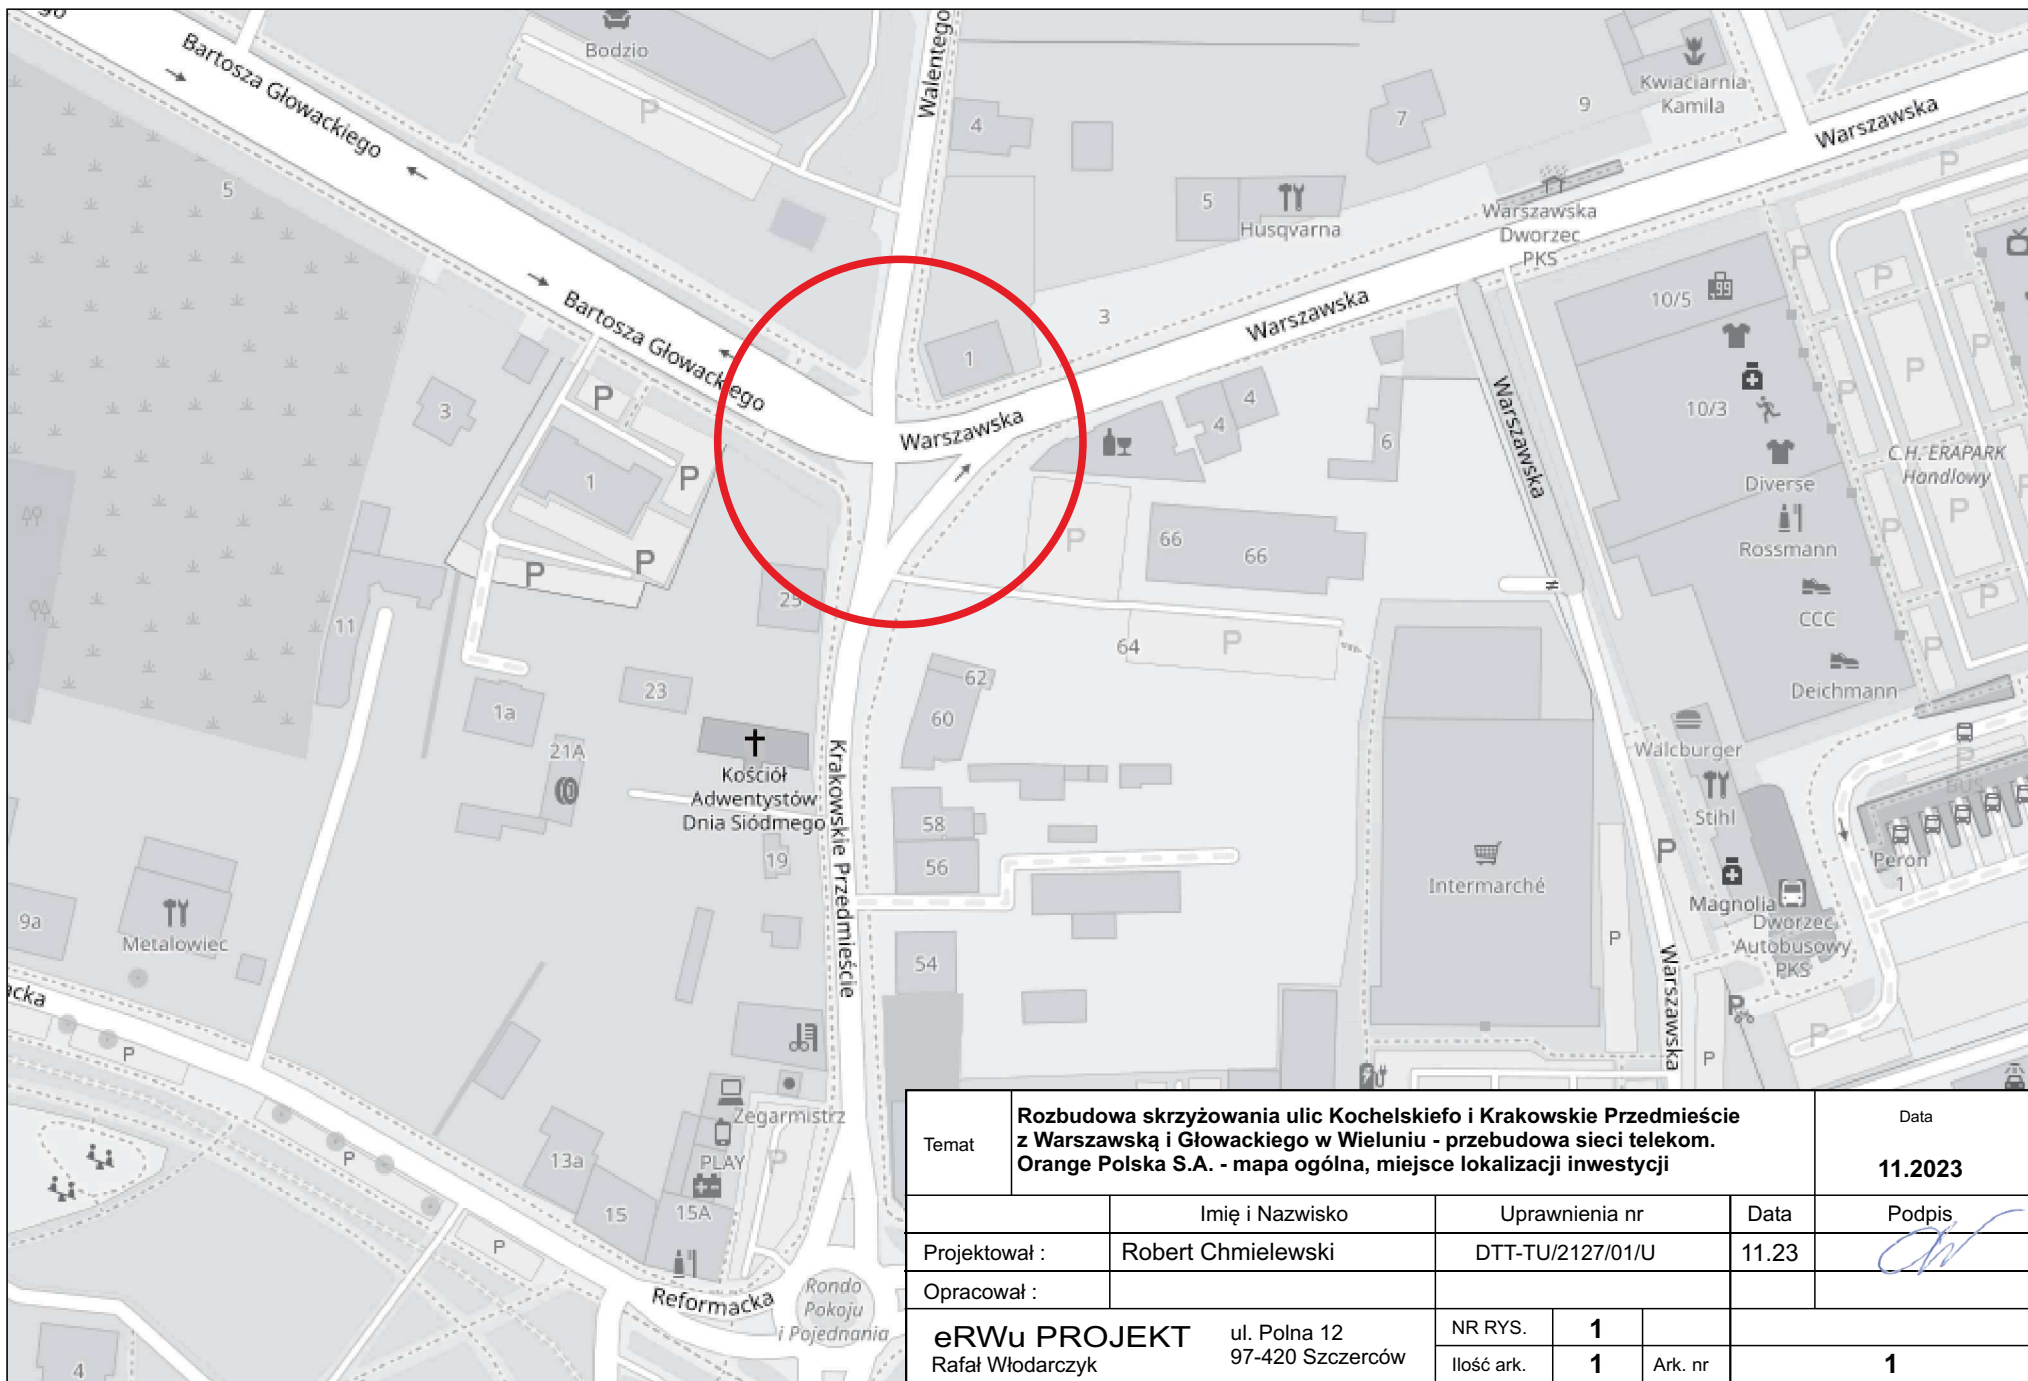 Bartosza Głowackiego
Bodzio
P
Walentego
4
7
9
Kwiaciarnia
Kamila
Warszawska
P
5
5
Husqvarna
Warszawska
Dworzec
PKS
P
P
10/5
Bartosza Głowackiego
3
Warszawska
1
P
P
3
P
4
4
Warszawska
Warszawska
6
10/3
P
C.H. ERAPARK
Handlowy
1
P
Diverse
P
P
P
P
P
66
66
Rossmann
25
CCC
P
11
64
P
P
Deichmann
23
62
1a
60
21A
Walcburger
Kościół
Adwentystów
Dnia Siódmego
Krakowskie Przedmieście
P
BUS
Stihl
58
19
56
P
Peron
1
Intermarché
Magnolia
Dworzec
Autobusowy
PKS
9a
Metalowiec
54
P
Warszawska
P
P
acka
P
P
Zegarmistrz
PLAY
P
13a
P
15
15A
P
Reformacka
Rondo
Pokoju
i Pojednania
4
Temat
Rozbudowa skrzyżowania ulic Kochelskiefo i Krakowskie Przedmieście
z Warszawską i Głowackiego w Wieluniu - przebudowa sieci telekom.
Orange Polska S.A. - mapa ogólna, miejsce lokalizacji inwestycji
Data
11.2023
Imię i Nazwisko
Uprawnienia nr
Data
Podpis
Projektował :
Robert Chmielewski
DTT-TU/2127/01/U
11.23
Opracował :
eRWu PROJEKT
Rafał Włodarczyk
ul. Polna 12
97-420 Szczerców
NR RYS.
1
Ilość ark.
1
Ark. nr
1